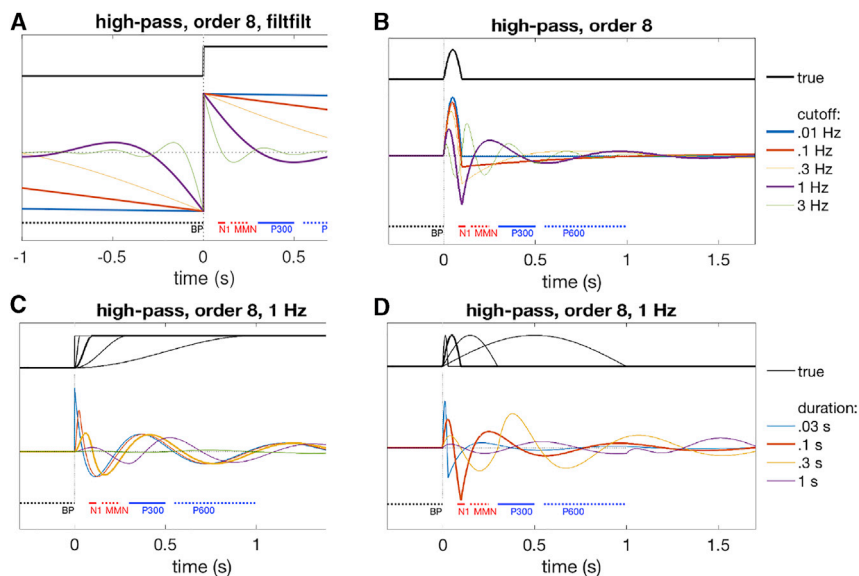 A
high-pass, order 8, filtfilt
BP N1 MMN P300 P
-1 -0.5 0 0.5
time (s)
B
high-pass, order 8
BP N1 MMN P300 P600
0 0.5 1 1.5
time (s)
true
cutoff:
.01 Hz
.1 Hz
.3 Hz
1 Hz
3 Hz
C
high-pass, order 8, 1 Hz
BP N1 MMN P300 P600
0 0.5 1
time (s)
D
high-pass, order 8, 1 Hz
BP N1 MMN P300 P600
0 0.5 1 1.5
time (s)
true
duration:
.03 s
.1 s
.3 s
1 s